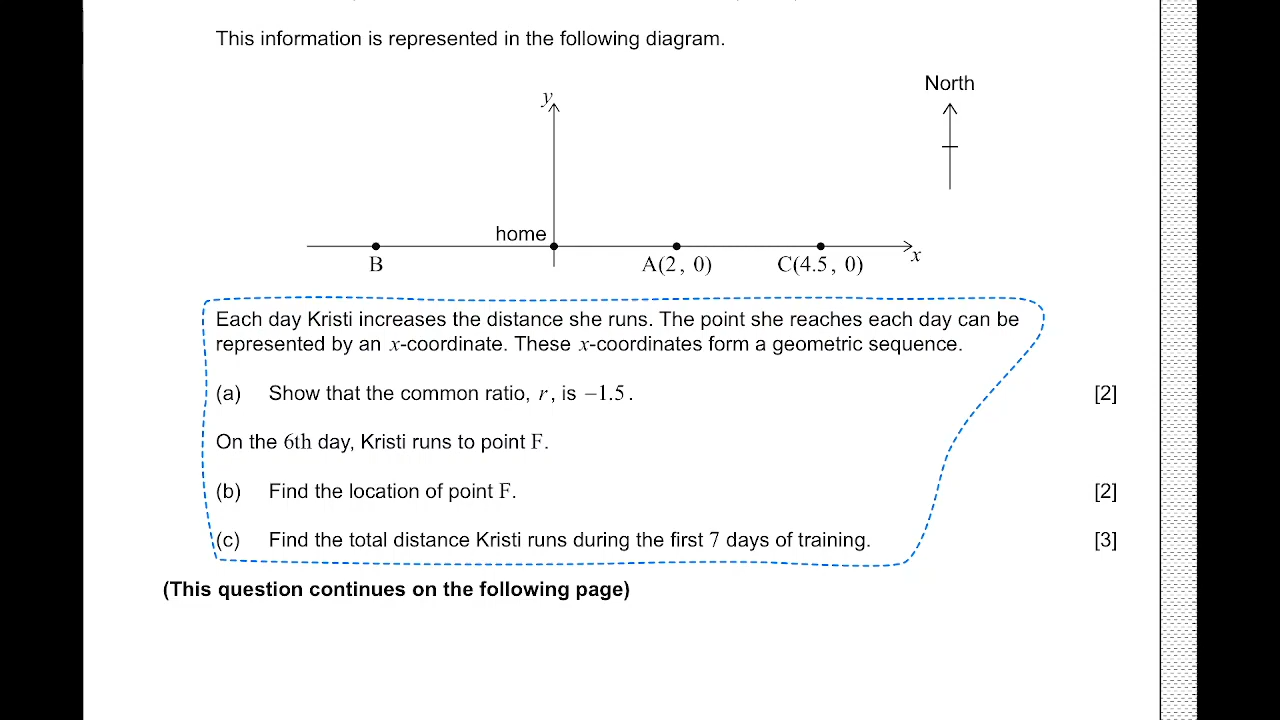 This information is represented in the following diagram.
North
y
home
x
B
A(2, 0)
C(4.5, 0)
Each day Kristi increases the distance she runs. The point she reaches each day can be
represented by an x-coordinate. These x-coordinates form a geometric sequence.
(a) Show that the common ratio, r, is −1.5. [2]
On the 6th day, Kristi runs to point F.
(b) Find the location of point F. [2]
(c) Find the total distance Kristi runs during the first 7 days of training. [3]
(This question continues on the following page)